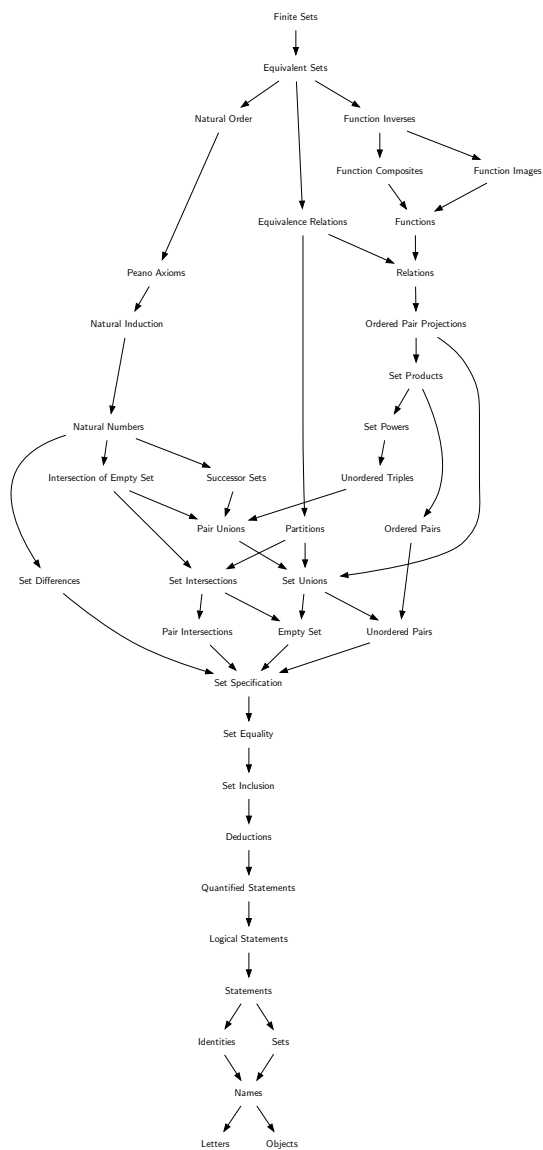 Finite Sets
Equivalent Sets
Natural Order
Function Inverses
Function Composites
Function Images
Equivalence Relations
Functions
Peano Axioms
Relations
Natural Induction
Ordered Pair Projections
Set Products
Natural Numbers
Set Powers
Intersection of Empty Set
Successor Sets
Unordered Triples
Pair Unions
Partitions
Ordered Pairs
Set Differences
Set Intersections
Set Unions
Pair Intersections
Empty Set
Unordered Pairs
Set Specification
Set Equality
Set Inclusion
Deductions
Quantified Statements
Logical Statements
Statements
Identities
Sets
Names
Letters
Objects